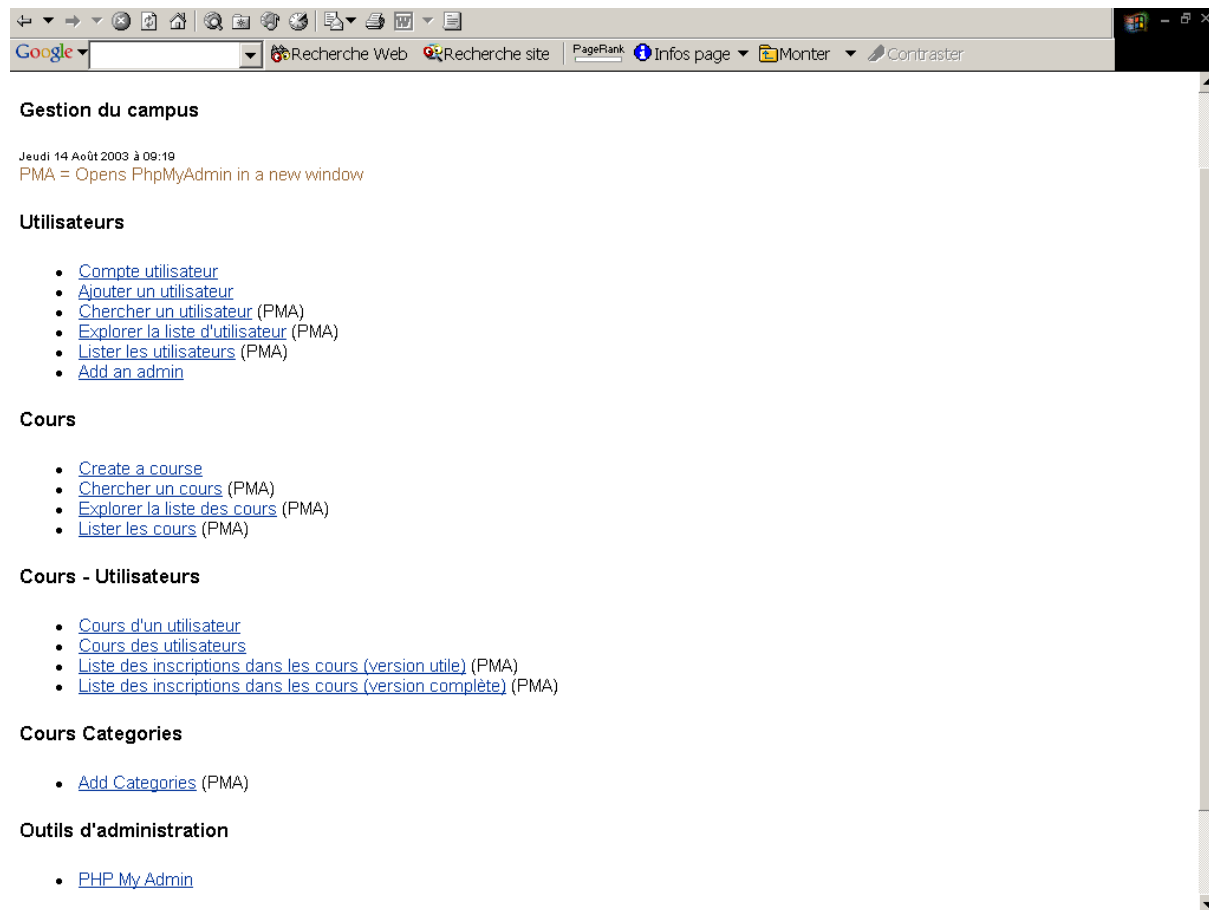 Google Recherche Web Recherche site PageRank Infos page Monter Contraster
Gestion du campus
Jeudi 14 Août 2003 à 09:19
PMA = Opens PhpMyAdmin in a new window
Utilisateurs
Compte utilisateur
Ajouter un utilisateur
Chercher un utilisateur (PMA)
Explorer la liste d'utilisateur (PMA)
Lister les utilisateurs (PMA)
Add an admin
Cours
Create a course
Chercher un cours (PMA)
Explorer la liste des cours (PMA)
Lister les cours (PMA)
Cours - Utilisateurs
Cours d'un utilisateur
Cours des utilisateurs
Liste des inscriptions dans les cours (version utile) (PMA)
Liste des inscriptions dans les cours (version complète) (PMA)
Cours Categories
Add Categories (PMA)
Outils d'administration
PHP My Admin